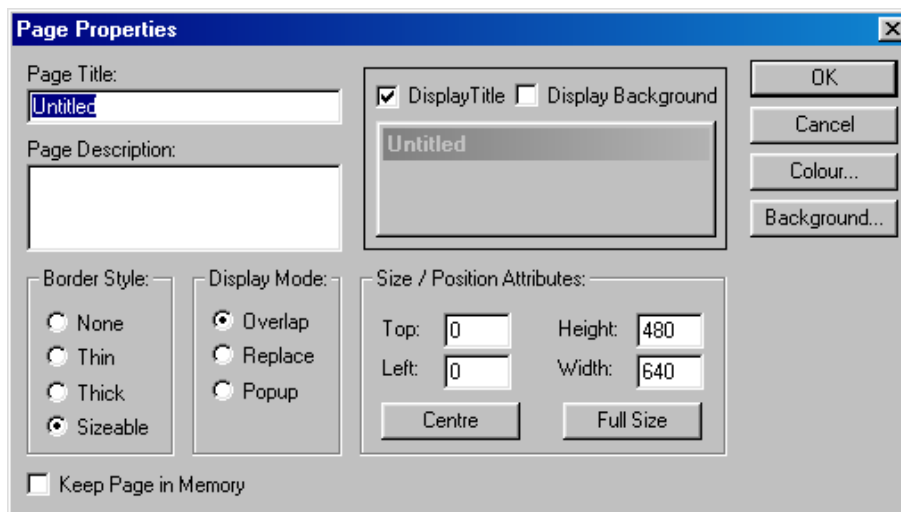 Page Properties
Page Title:
Untitled
Page Description:
DisplayTitle Display Background
Untitled
OK
Cancel
Colour...
Background...
Border Style:
None
Thin
Thick
Sizeable
Display Mode:
Overlap
Replace
Popup
Size / Position Attributes:
Top: 0 Height: 480
Left: 0 Width: 640
Centre Full Size
Keep Page in Memory